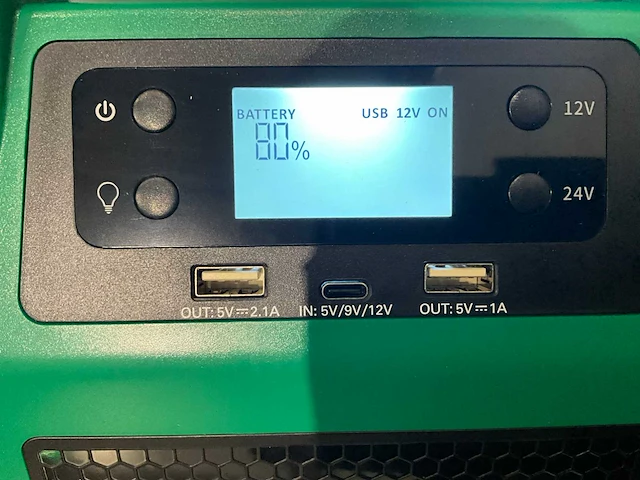 BATTERY USB 12V ON
80%
12V
24V
OUT: 5V⎓2.1A IN: 5V/9V/12V OUT: 5V⎓1A